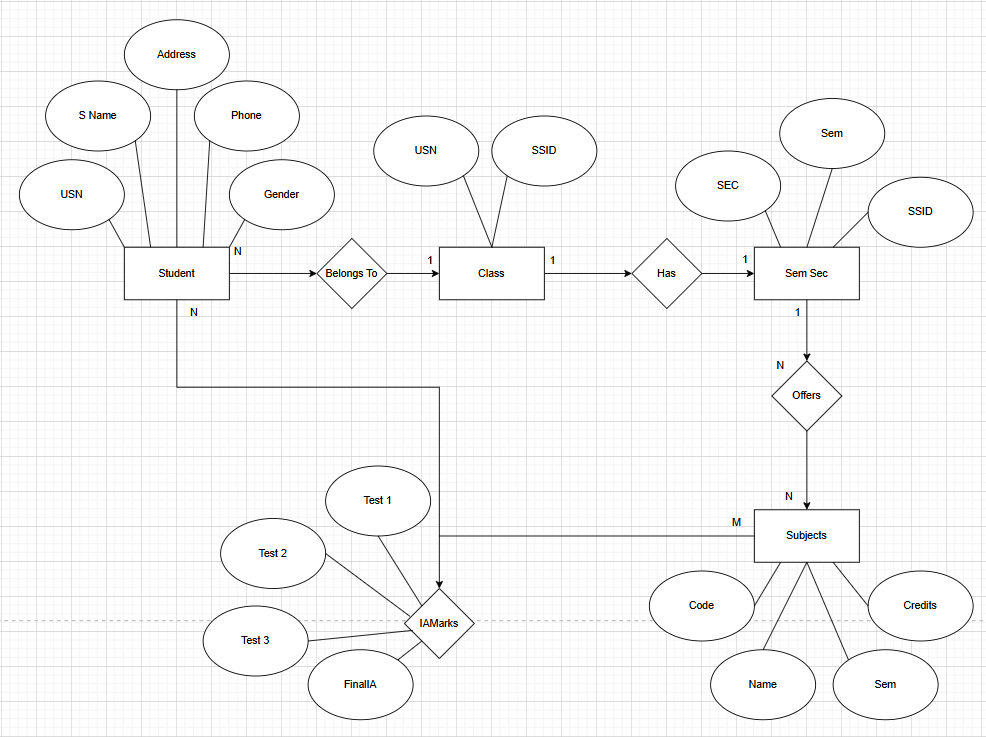 Address
S Name
Phone
USN
Gender
USN
SSID
SEC
Sem
SSID
Student
N
Belongs To
1
Class
1
Has
1
Sem Sec
N
1
N
Offers
N
Subjects
M
Test 1
Test 2
Test 3
FinalIA
IAMarks
Code
Credits
Name
Sem